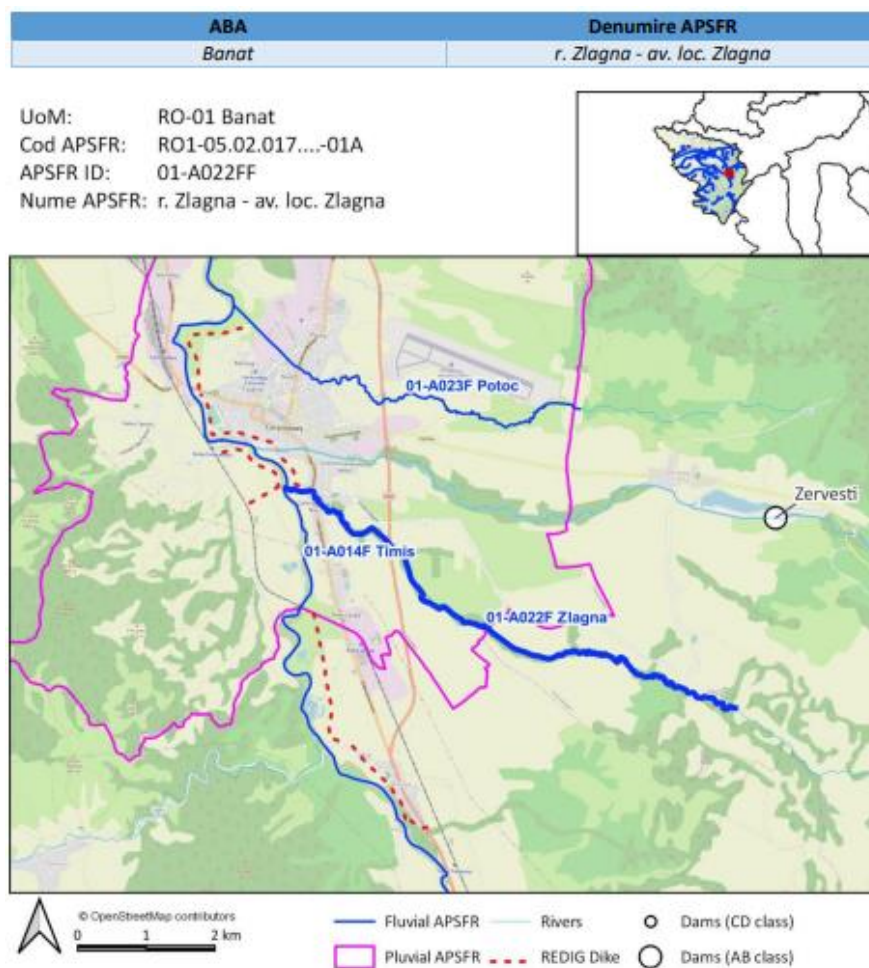 ABA Denumire APSFR
Banat r. Zlagna - av. loc. Zlagna
UoM: RO-01 Banat
Cod APSFR: RO1-05.02.017....-01A
APSFR ID: 01-A022FF
Nume APSFR: r. Zlagna - av. loc. Zlagna
01-A023F Potoc
Zervesti
01-A014F Timis
01-A022F Zlagna
© OpenStreetMap contributors
0 1 2 km
Fluvial APSFR Rivers Dams (CD class)
Pluvial APSFR REDIG Dike Dams (AB class)